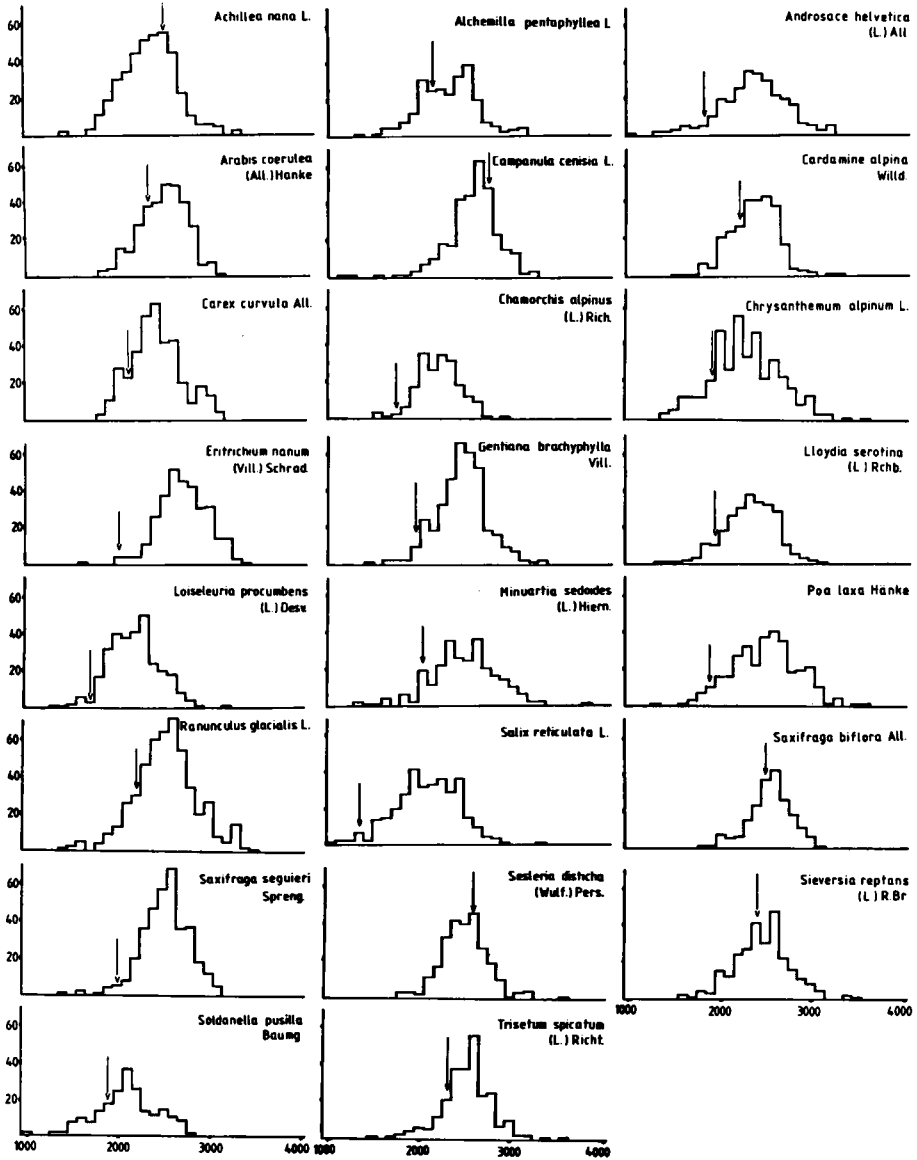 60
40
20
Achillea nana L.
Alchemilla pentaphyllea L
Androsace helvetica
(L.) All
60
40
20
Arabis coerulea
(All.) Hanke
Campanula cenisia L.
Cardamine alpina
Willd.
60
40
20
Carex curvula All.
Chamorchis alpinus
(L.) Rich.
Chrysanthemum alpinum L.
60
40
20
Eritrichium nanum
(Vill.) Schrad.
Gentiana brachyphylla
Vill.
Lloydia serotina
(L.) Rchb.
60
40
20
Loiseleuria procumbens
(L.) Desv.
Minuartia sedoides
(L.) Hiern.
Poa laxa Hänke
60
40
20
Ranunculus glacialis L.
Salix reticulata L.
Saxifraga biflora All.
60
40
20
Saxifraga seguieri
Spreng.
Sesleria disticha
(Wulf.) Pers.
Sieversia reptans
(L.) R.Br
1000 2000 3000 4000
60
40
20
Soldanella pusilla
Baumg
Trisetum spicatum
(L.) Richt.
1000 2000 3000 4000
1000 2000 3000 4000